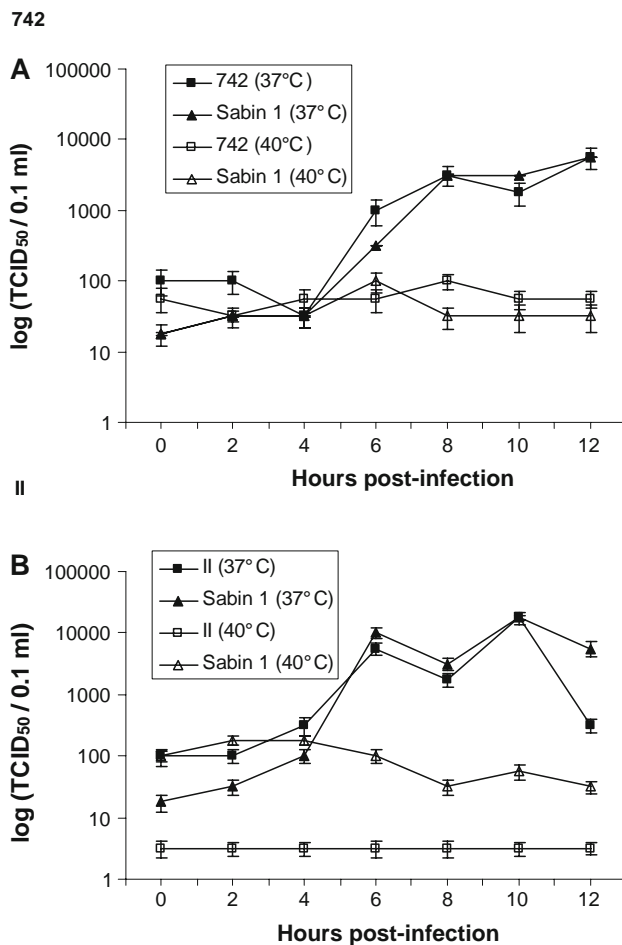 742
A
100000
10000
1000
100
10
1
log (TCID50 / 0.1 ml)
742 (37°C)
Sabin 1 (37°C)
742 (40°C)
Sabin 1 (40°C)
0 2 4 6 8 10 12
Hours post-infection
II
B
100000
10000
1000
100
10
1
log (TCID50 / 0.1 ml)
II (37°C)
Sabin 1 (37°C)
II (40°C)
Sabin 1 (40°C)
0 2 4 6 8 10 12
Hours post-infection